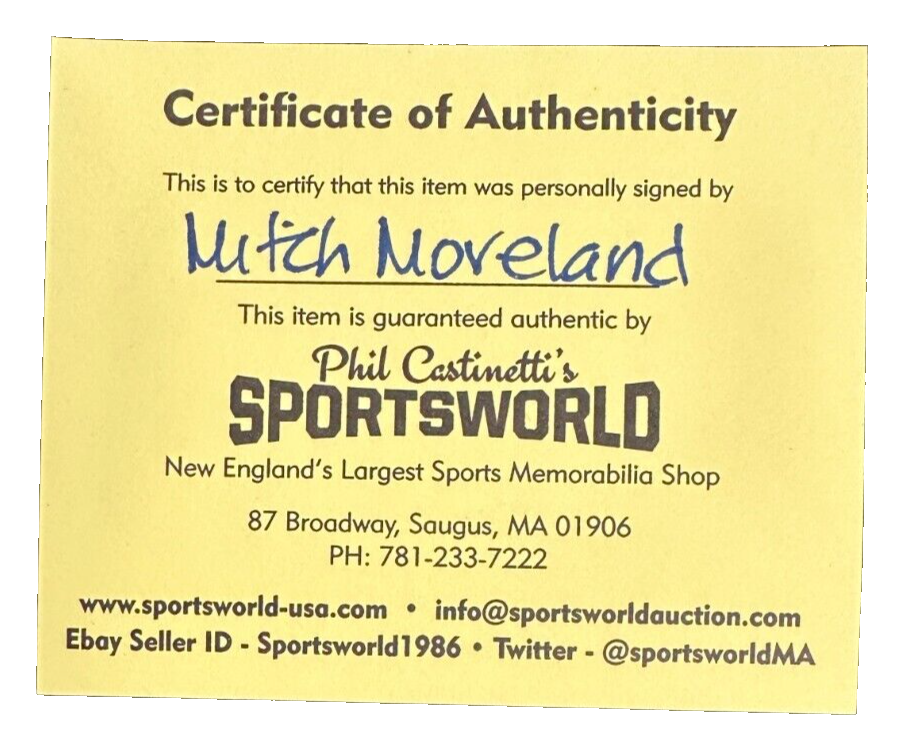 Certificate of Authenticity
This is to certify that this item was personally signed by
Mitch Moreland
This item is guaranteed authentic by
Phil Castinetti's
SPORTSWORLD
New England's Largest Sports Memorabilia Shop
87 Broadway, Saugus, MA 01906
PH: 781-233-7222
www.sportsworld-usa.com • info@sportsworldauction.com
Ebay Seller ID - Sportsworld1986 • Twitter - @sportsworldMA